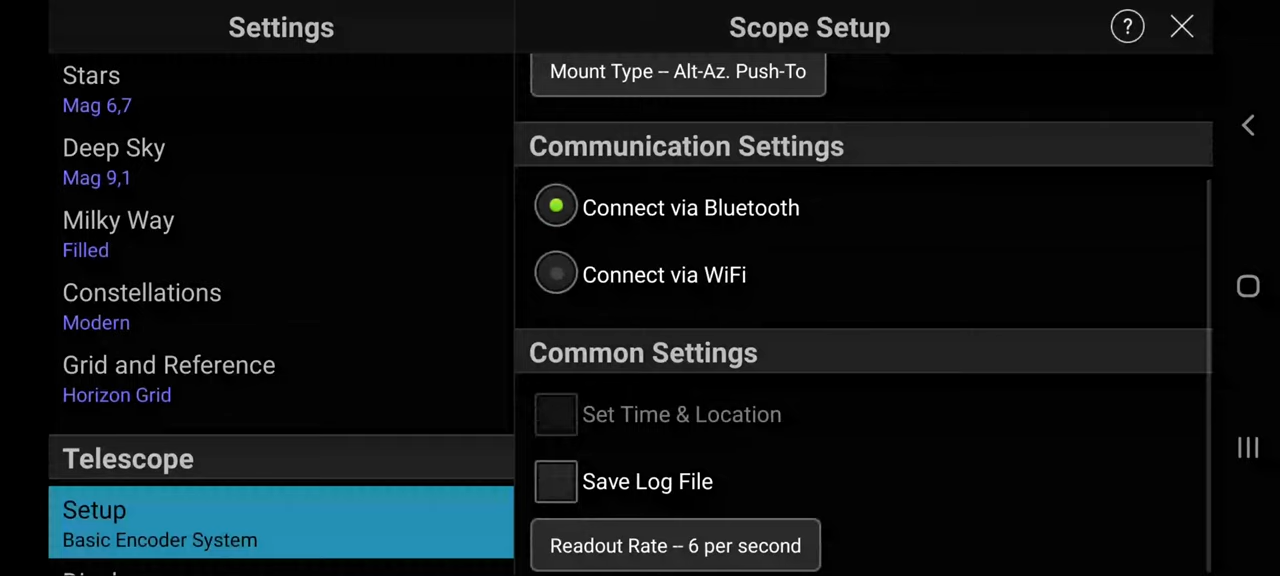 Settings
Stars
Mag 6,7
Deep Sky
Mag 9,1
Milky Way
Filled
Constellations
Modern
Grid and Reference
Horizon Grid
Telescope
Setup
Basic Encoder System
Scope Setup
?
Mount Type -- Alt-Az. Push-To
Communication Settings
Connect via Bluetooth
Connect via WiFi
Common Settings
Set Time & Location
Save Log File
Readout Rate -- 6 per second